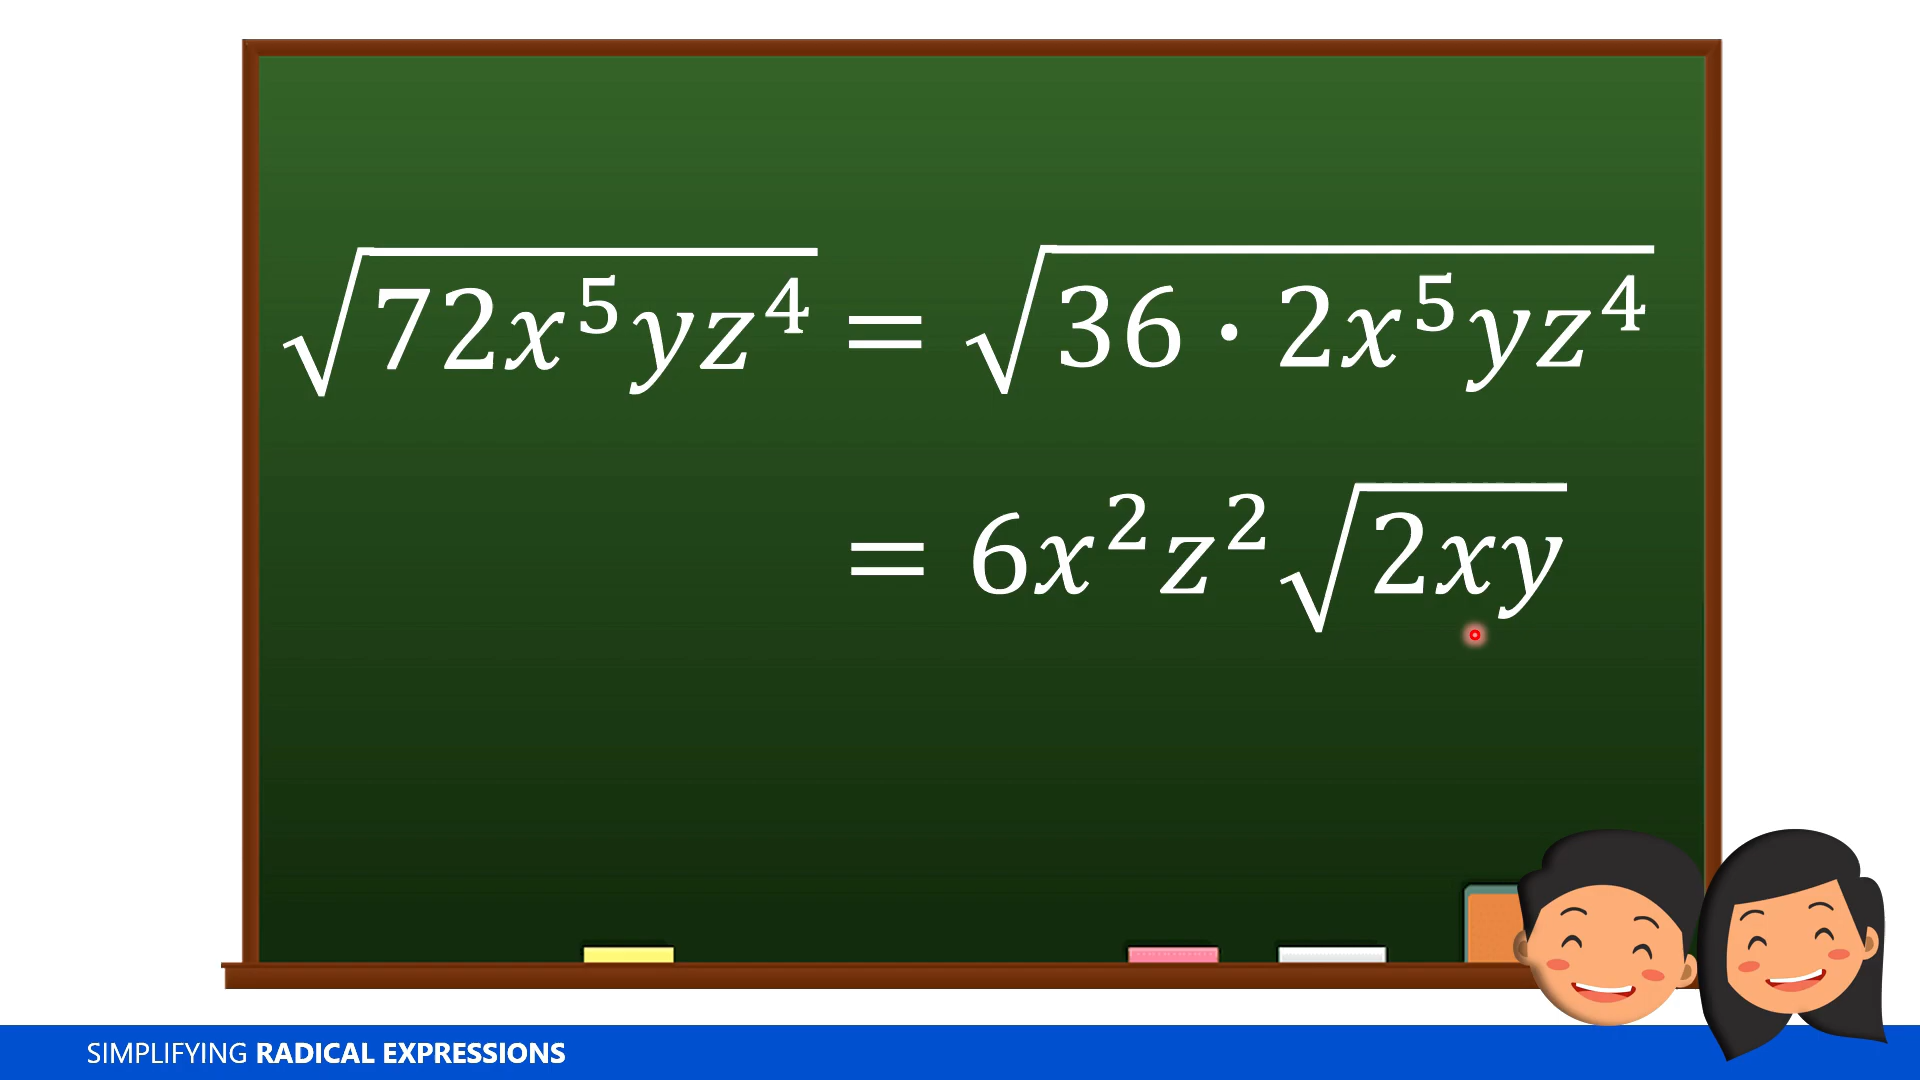 √72x⁵yz⁴ = √36 · 2x⁵yz⁴
= 6x²z²√2xy
SIMPLIFYING RADICAL EXPRESSIONS